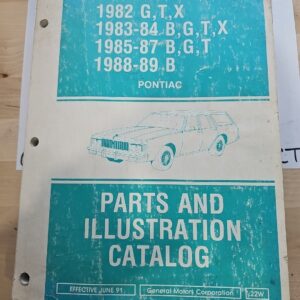 1982 G,T,X
1983-84 B,G,T,X
1985-87 B,G,T
1988-89 B
PONTIAC
PARTS AND
ILLUSTRATION
CATALOG
EFFECTIVE JUNE 91
General Motors Corporation
22W